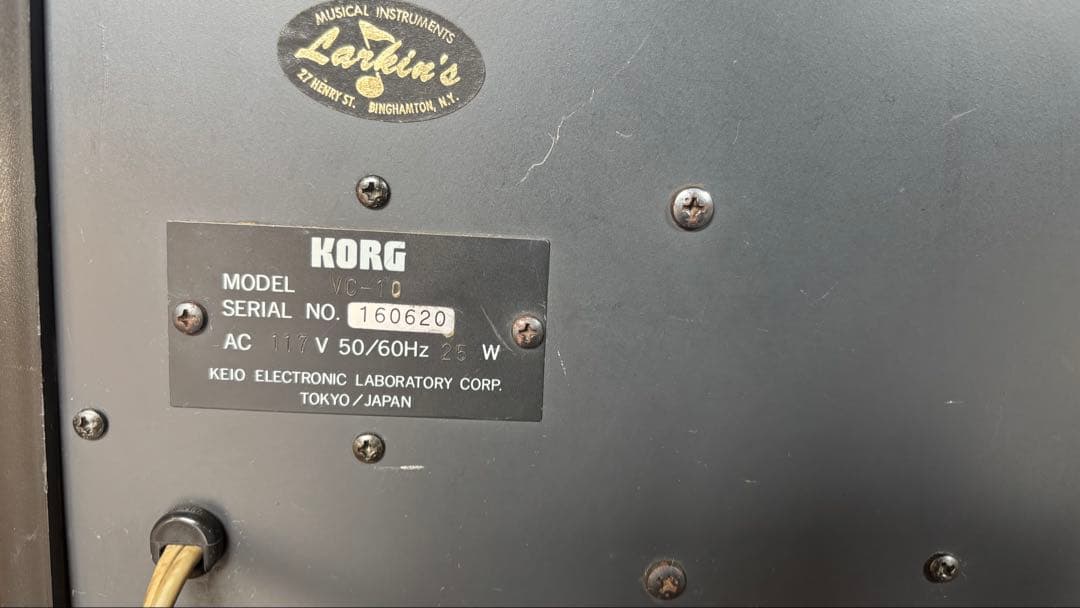 MUSICAL INSTRUMENTS
Larkin's
27 HENRY ST. BINGHAMTON, N.Y.
KORG
MODEL VC-10
SERIAL NO. 160620
AC 117 V 50/60Hz 25 W
KEIO ELECTRONIC LABORATORY CORP.
TOKYO/JAPAN